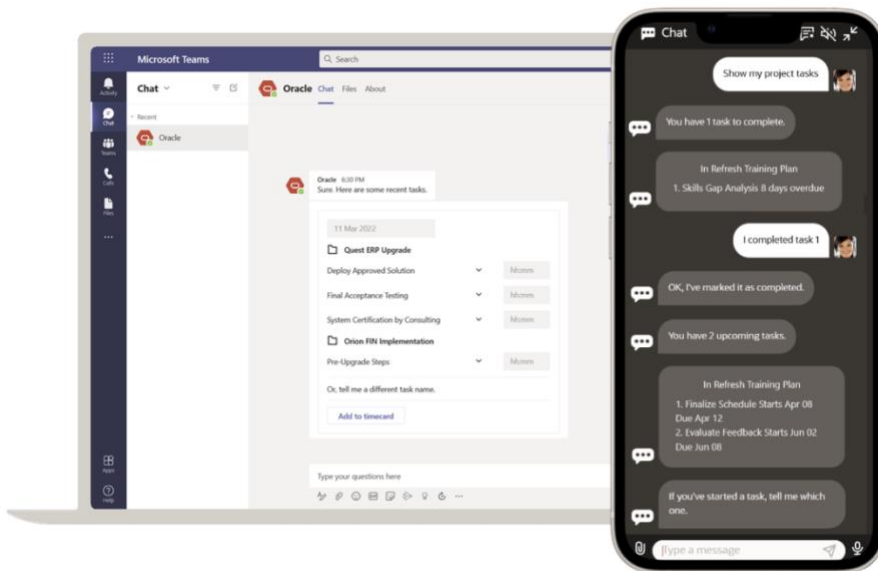 Microsoft Teams
Search
Activity
Chat
Teams
Calls
Files
Apps
Help
Chat
Recent
Oracle
Oracle Chat Files About
Oracle 6:30 PM
Sure. Here are some recent tasks.
11 Mar 2022
Quest ERP Upgrade
Deploy Approved Solution hh:mm
Final Acceptance Testing hh:mm
System Certification by Consulting hh:mm
Orion FIN Implementation
Pre-Upgrade Steps hh:mm
Or, tell me a different task name.
Add to timecard
Type your questions here
Chat
Show my project tasks
You have 1 task to complete.
In Refresh Training Plan
1. Skills Gap Analysis 8 days overdue
I completed task 1
OK, I've marked it as completed.
You have 2 upcoming tasks.
In Refresh Training Plan
1. Finalize Schedule Starts Apr 08
Due Apr 12
2. Evaluate Feedback Starts Jun 02
Due Jun 08
If you've started a task, tell me which
one.
Type a message